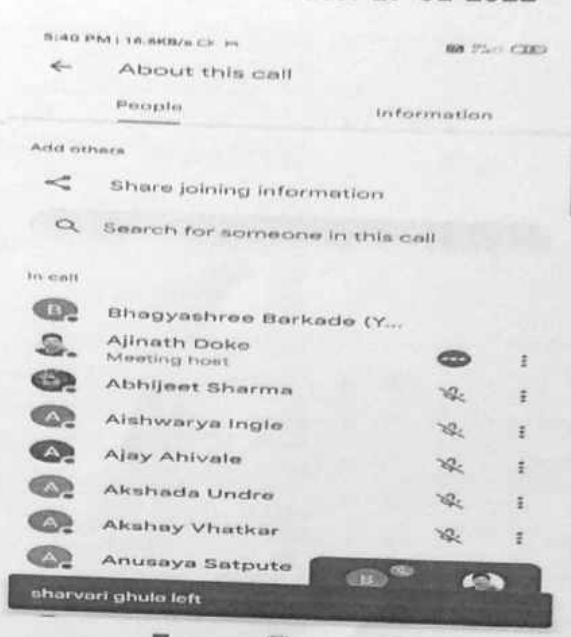 5:40 PM | 16.6KB/s
About this call
People
Information
Add others
Share joining information
Search for someone in this call
In call
B
Bhagyashree Barkade (Y...
Ajinath Doke
Meeting host
Abhijeet Sharma
A
Aishwarya Ingle
A
Ajay Ahivale
A
Akshada Undre
A
Akshay Vhatkar
A
Anusaya Satpute
B
sharvari ghule left